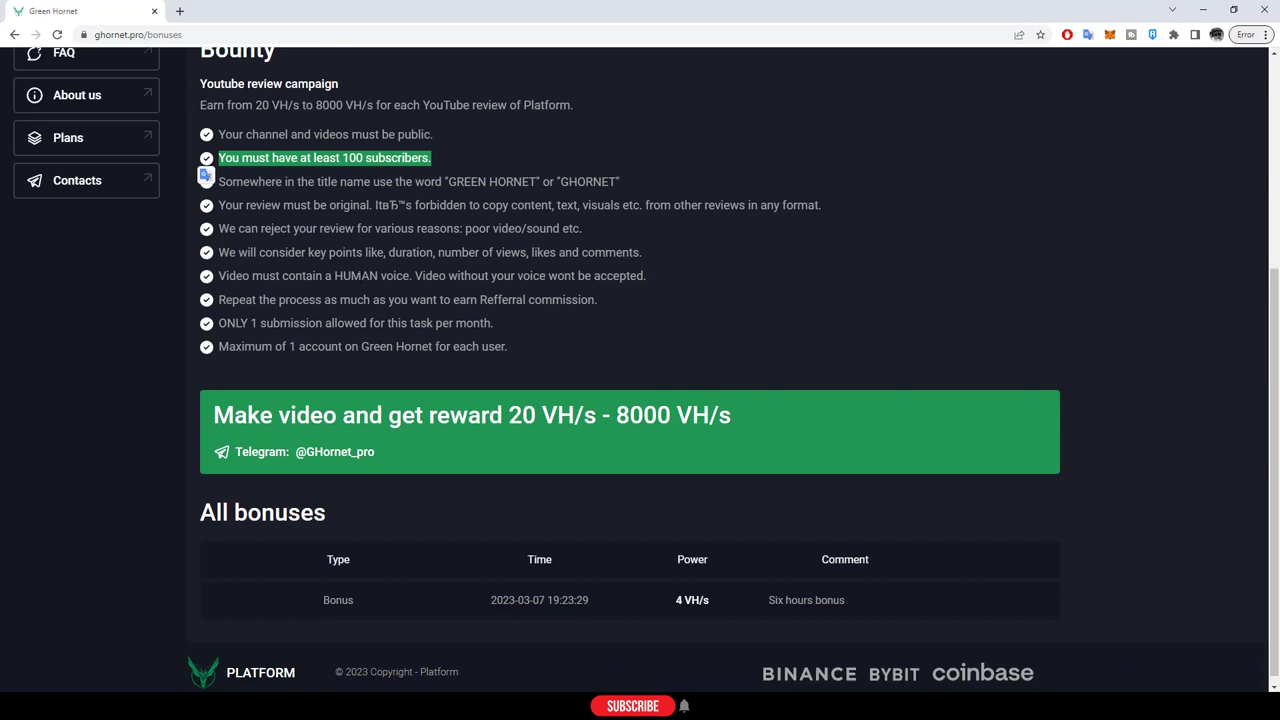 Green Hornet
ghornet.pro/bonuses
Error
FAQ
About us
Plans
Contacts
Bounty
Youtube review campaign
Earn from 20 VH/s to 8000 VH/s for each YouTube review of Platform.
Your channel and videos must be public.
You must have at least 100 subscribers.
Somewhere in the title name use the word "GREEN HORNET" or "GHORNET"
Your review must be original. Itвђ™s forbidden to copy content, text, visuals etc. from other reviews in any format.
We can reject your review for various reasons: poor video/sound etc.
We will consider key points like, duration, number of views, likes and comments.
Video must contain a HUMAN voice. Video without your voice wont be accepted.
Repeat the process as much as you want to earn Refferral commission.
ONLY 1 submission allowed for this task per month.
Maximum of 1 account on Green Hornet for each user.
Make video and get reward 20 VH/s - 8000 VH/s
Telegram: @GHornet_pro
All bonuses
Type Time Power Comment
Bonus 2023-03-07 19:23:29 4 VH/s Six hours bonus
PLATFORM © 2023 Copyright - Platform BINANCE BYBIT coinbase
SUBSCRIBE